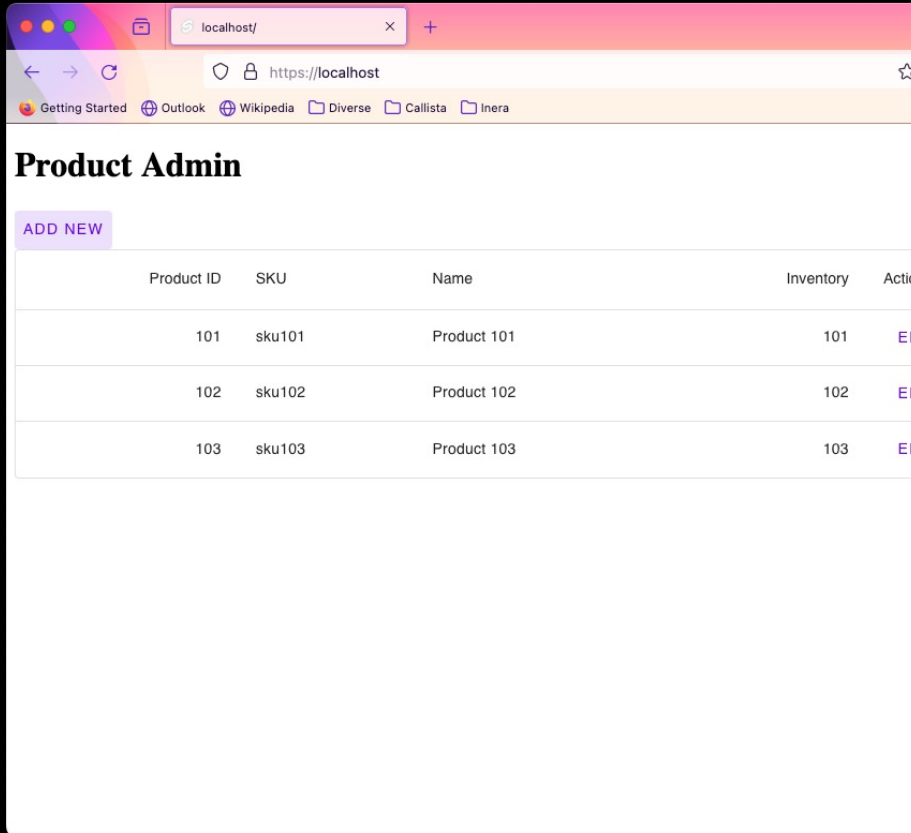 localhost/
https://localhost
Getting Started Outlook Wikipedia Diverse Callista Inera
Product Admin
ADD NEW
Product ID SKU Name Inventory
101 sku101 Product 101 101
102 sku102 Product 102 102
103 sku103 Product 103 103